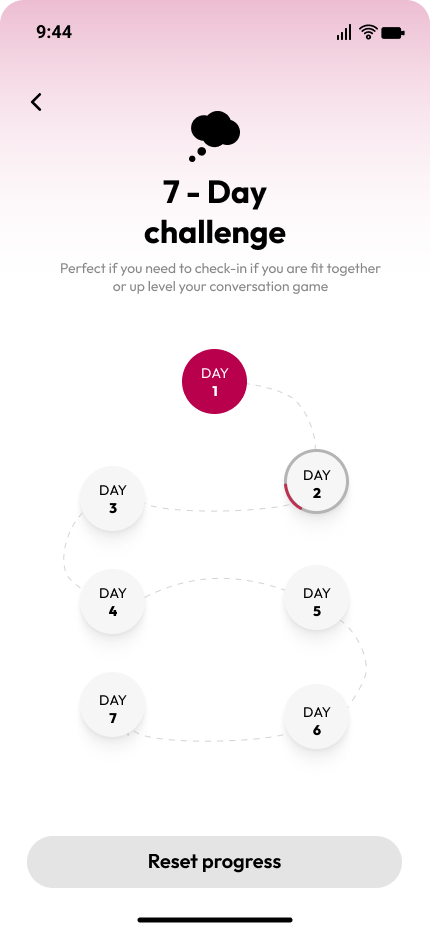 9:44
7 - Day
challenge
Perfect if you need to check-in if you are fit together
or up level your conversation game
DAY
1
DAY
2
DAY
3
DAY
4
DAY
5
DAY
6
DAY
7
Reset progress